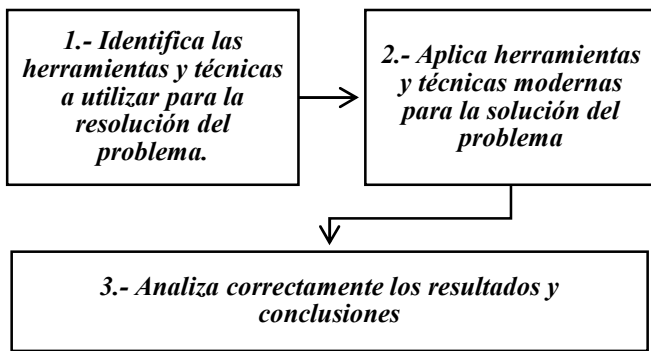 1.- Identifica las
herramientas y técnicas
a utilizar para la
resolución del
problema.
2.- Aplica herramientas
y técnicas modernas
para la solución del
problema
3.- Analiza correctamente los resultados y
conclusiones